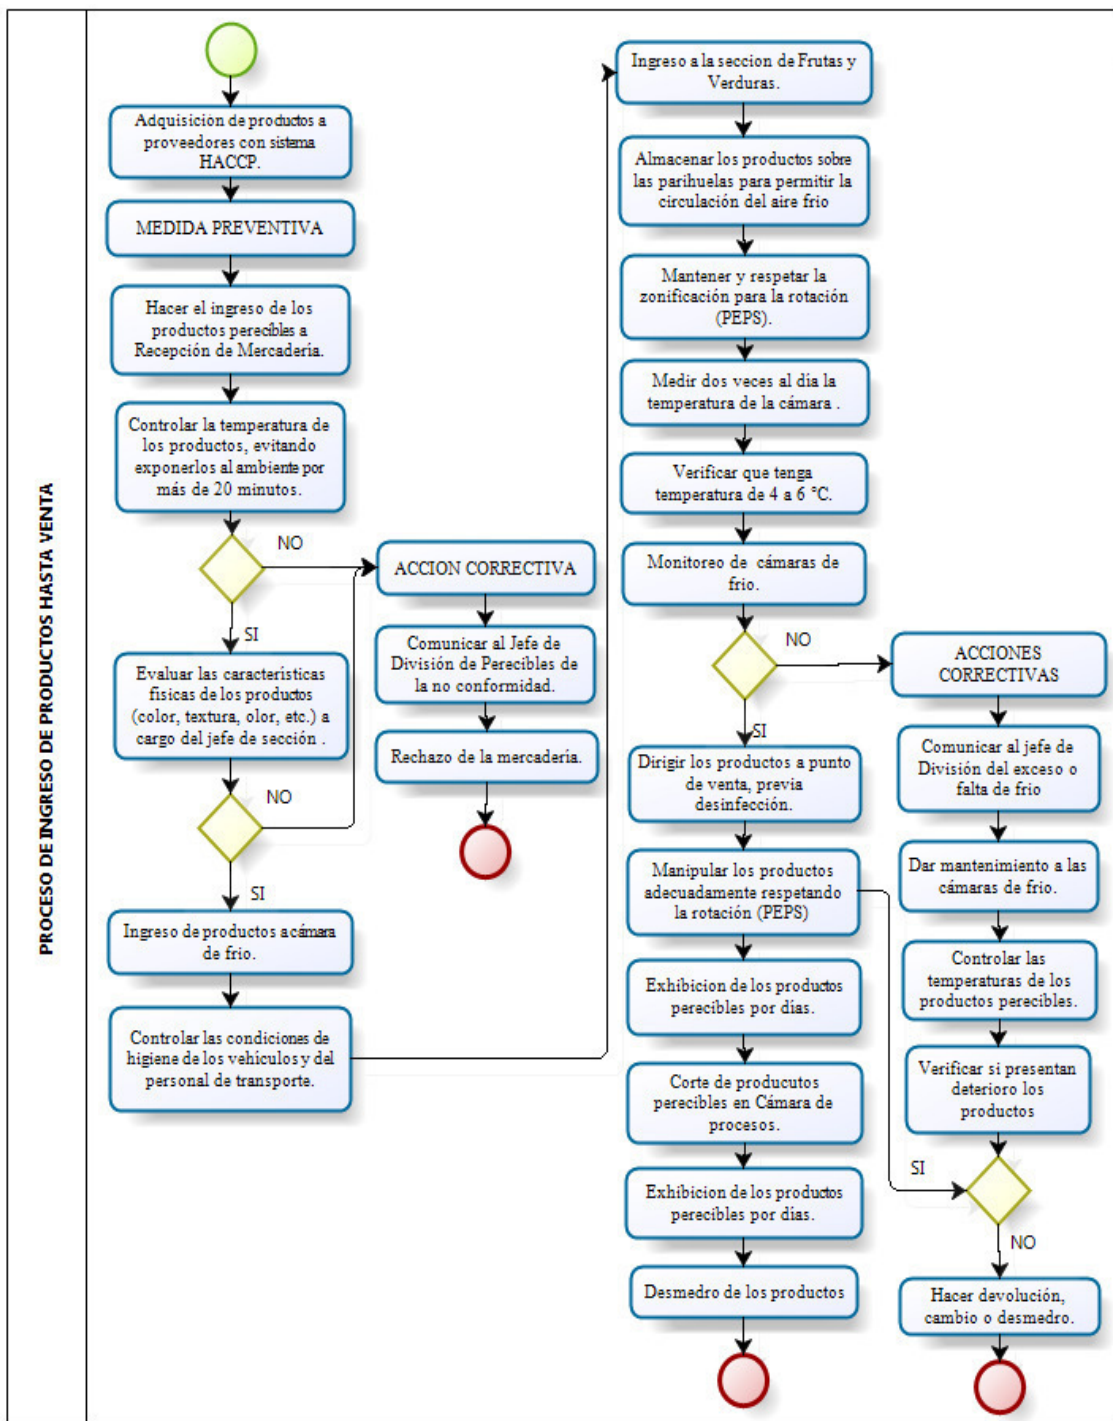 PROCESO DE INGRESO DE PRODUCTOS HASTA VENTA
Adquisición de productos a
proveedores con sistema
HACCP.
MEDIDA PREVENTIVA
Hacer el ingreso de los
productos perecibles a
Recepción de Mercadería.
Controlar la temperatura de
los productos, evitando
exponerlos al ambiente por
más de 20 minutos.
NO
SI
ACCION CORRECTIVA
Comunicar al Jefe de
División de Perecibles de
la no conformidad.
Rechazo de la mercadería.
Evaluar las características
físicas de los productos
(color, textura, olor, etc.) a
cargo del jefe de sección .
NO
SI
Ingreso de productos a cámara
de frio.
Controlar las condiciones de
higiene de los vehículos y del
personal de transporte.
Ingreso a la seccion de Frutas y
Verduras.
Almacenar los productos sobre
las parihuelas para permitir la
circulación del aire frio
Mantener y respetar la
zonificación para la rotación
(PEPS).
Medir dos veces al día la
temperatura de la cámara .
Verificar que tenga
temperatura de 4 a 6 °C.
Monitoreo de cámaras de
frio.
NO
SI
Dirigir los productos a punto
de venta, previa
desinfección.
Manipular los productos
adecuadamente respetando
la rotación (PEPS)
Exhibicion de los productos
perecibles por días.
Corte de producutos
perecibles en Cámara de
procesos.
Exhibicion de los productos
perecibles por días.
Desmedro de los productos
ACCIONES
CORRECTIVAS
Comunicar al jefe de
División del exceso o
falta de frio
Dar mantenimiento a las
cámaras de frio.
Controlar las
temperaturas de los
productos perecibles.
Verificar si presentan
deterioro los
productos
SI
NO
Hacer devolución,
cambio o desmedro.